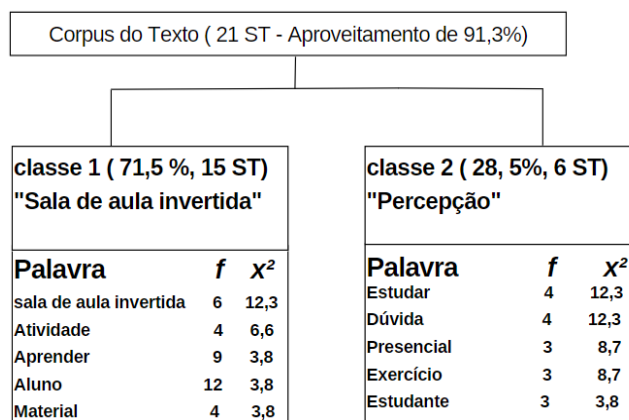 Corpus do Texto ( 21 ST - Aproveitamento de 91,3%)
classe 1 ( 71,5 %, 15 ST)
"Sala de aula invertida"
Palavra f x²
sala de aula invertida 6 12,3
Atividade 4 6,6
Aprender 9 3,8
Aluno 12 3,8
Material 4 3,8
classe 2 ( 28, 5%, 6 ST)
"Percepção"
Palavra f x²
Estudar 4 12,3
Dúvida 4 12,3
Presencial 3 8,7
Exercício 3 8,7
Estudante 3 3,8